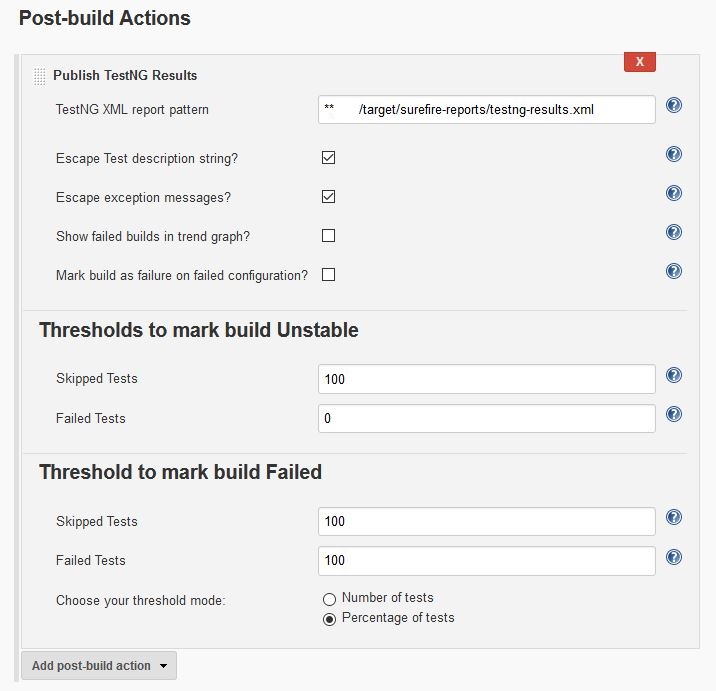 Post-build Actions
X
Publish TestNG Results
TestNG XML report pattern
** /target/surefire-reports/testng-results.xml
?
Escape Test description string?
?
Escape exception messages?
?
Show failed builds in trend graph?
?
Mark build as failure on failed configuration?
?
Thresholds to mark build Unstable
Skipped Tests
100
?
Failed Tests
0
?
Threshold to mark build Failed
Skipped Tests
100
?
Failed Tests
100
?
Choose your threshold mode:
Number of tests
Percentage of tests
Add post-build action